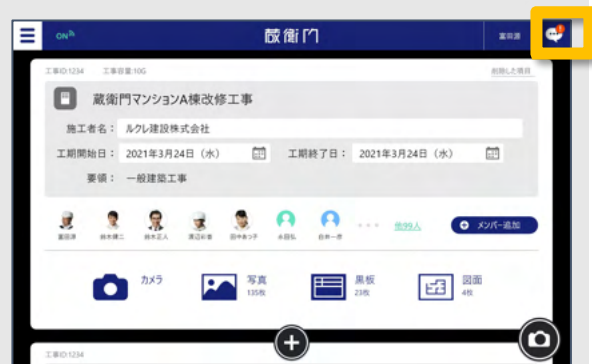 ON
蔵衛門
富田源
工事ID:1234 工事容量:10G
削除した項目
蔵衛門マンションA棟改修工事
施工者名： ルクレ建設株式会社
工期開始日： 2021年3月24日（水） 工期終了日： 2021年3月24日（水）
要領： 一般建築工事
富田源 鈴木健二 鈴木正人 渡辺彩香 田中あつ子 永田弘 白井一彦 他99人 メンバー追加
カメラ 写真 黒板 図面
135枚 23枚 4枚
工事ID:1234